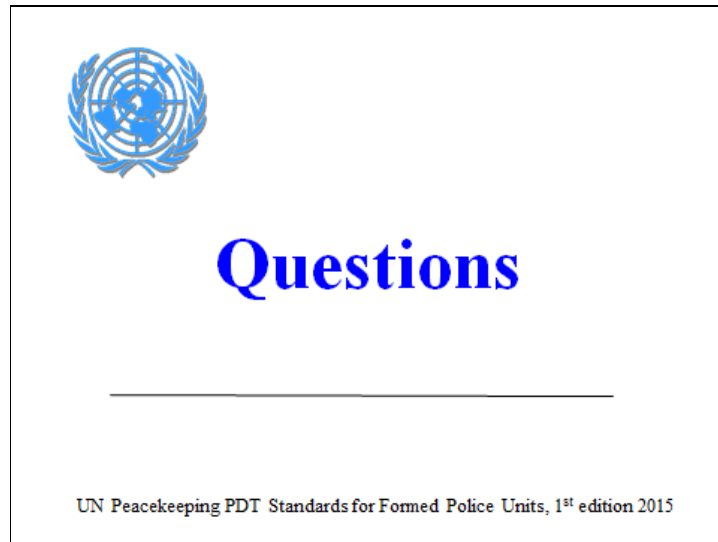 Questions
UN Peacekeeping PDT Standards for Formed Police Units, 1st edition 2015